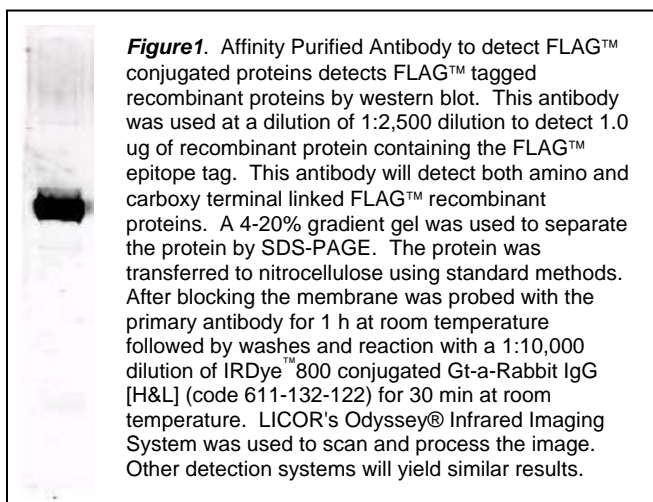 Figure1. Affinity Purified Antibody to detect FLAG™
conjugated proteins detects FLAG™ tagged
recombinant proteins by western blot. This antibody
was used at a dilution of 1:2,500 dilution to detect 1.0
ug of recombinant protein containing the FLAG™
epitope tag. This antibody will detect both amino and
carboxy terminal linked FLAG™ recombinant
proteins. A 4-20% gradient gel was used to separate
the protein by SDS-PAGE. The protein was
transferred to nitrocellulose using standard methods.
After blocking the membrane was probed with the
primary antibody for 1 h at room temperature
followed by washes and reaction with a 1:10,000
dilution of IRDye™800 conjugated Gt-a-Rabbit IgG
[H&L] (code 611-132-122) for 30 min at room
temperature. LICOR's Odyssey® Infrared Imaging
System was used to scan and process the image.
Other detection systems will yield similar results.